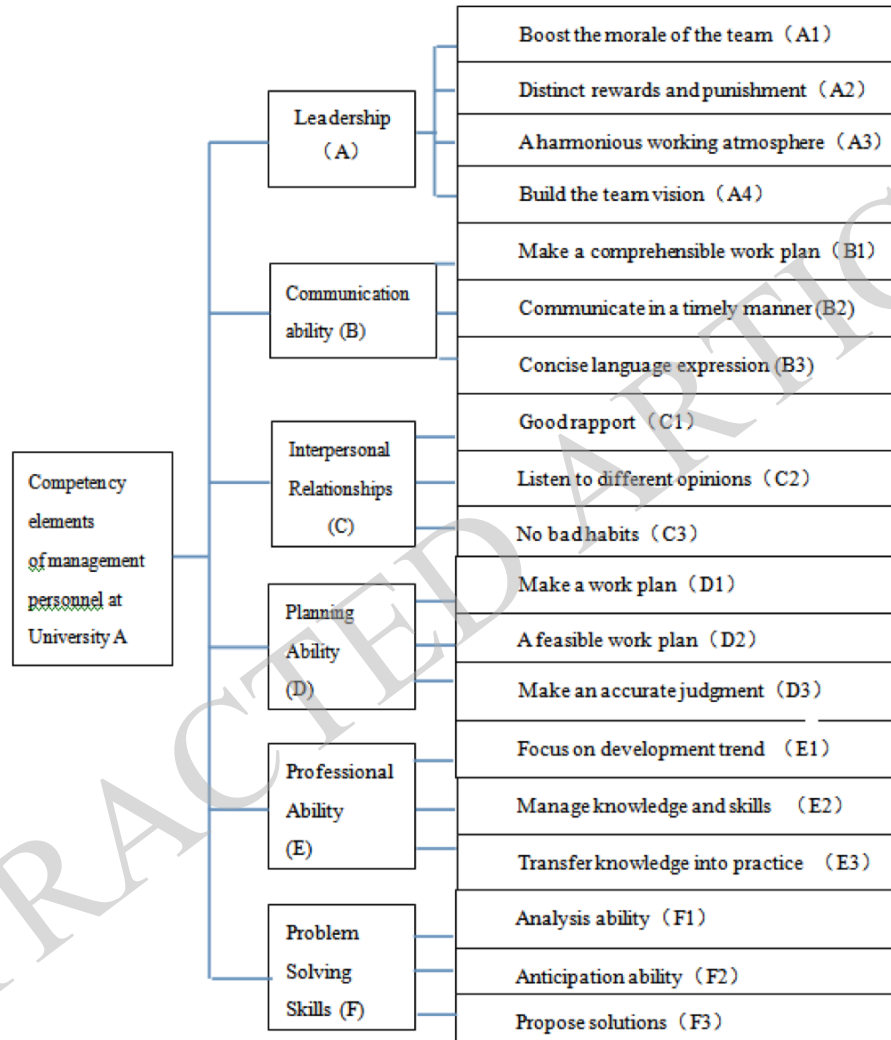 Competency
elements
of management
personnel at
University A
Leadership
（A）
Boost the morale of the team（A1）
Distinct rewards and punishment（A2）
A harmonious working atmosphere（A3）
Build the team vision（A4）
Communication
ability (B)
Make a comprehensible work plan（B1）
Communicate in a timely manner (B2)
Concise language expression (B3)
Interpersonal
Relationships
(C)
Good rapport（C1）
Listen to different opinions（C2）
No bad habits（C3）
Planning
Ability
(D)
Make a work plan（D1）
A feasible work plan（D2）
Make an accurate judgment（D3）
Professional
Ability
(E)
Focus on development trend （E1）
Manage knowledge and skills （E2）
Transfer knowledge into practice （E3）
Problem
Solving
Skills (F)
Analysis ability（F1）
Anticipation ability（F2）
Propose solutions（F3）
TRACTED ARTIC